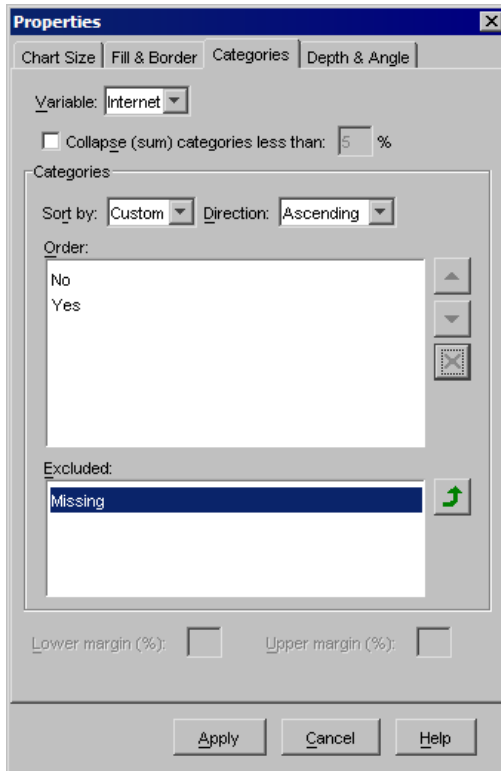 Properties
Chart Size Fill & Border Categories Depth & Angle
Variable: Internet
Collapse (sum) categories less than: 5 %
Categories
Sort by: Custom Direction: Ascending
Order:
No
Yes
Excluded:
Missing
Lower margin (%): Upper margin (%):
Apply Cancel Help